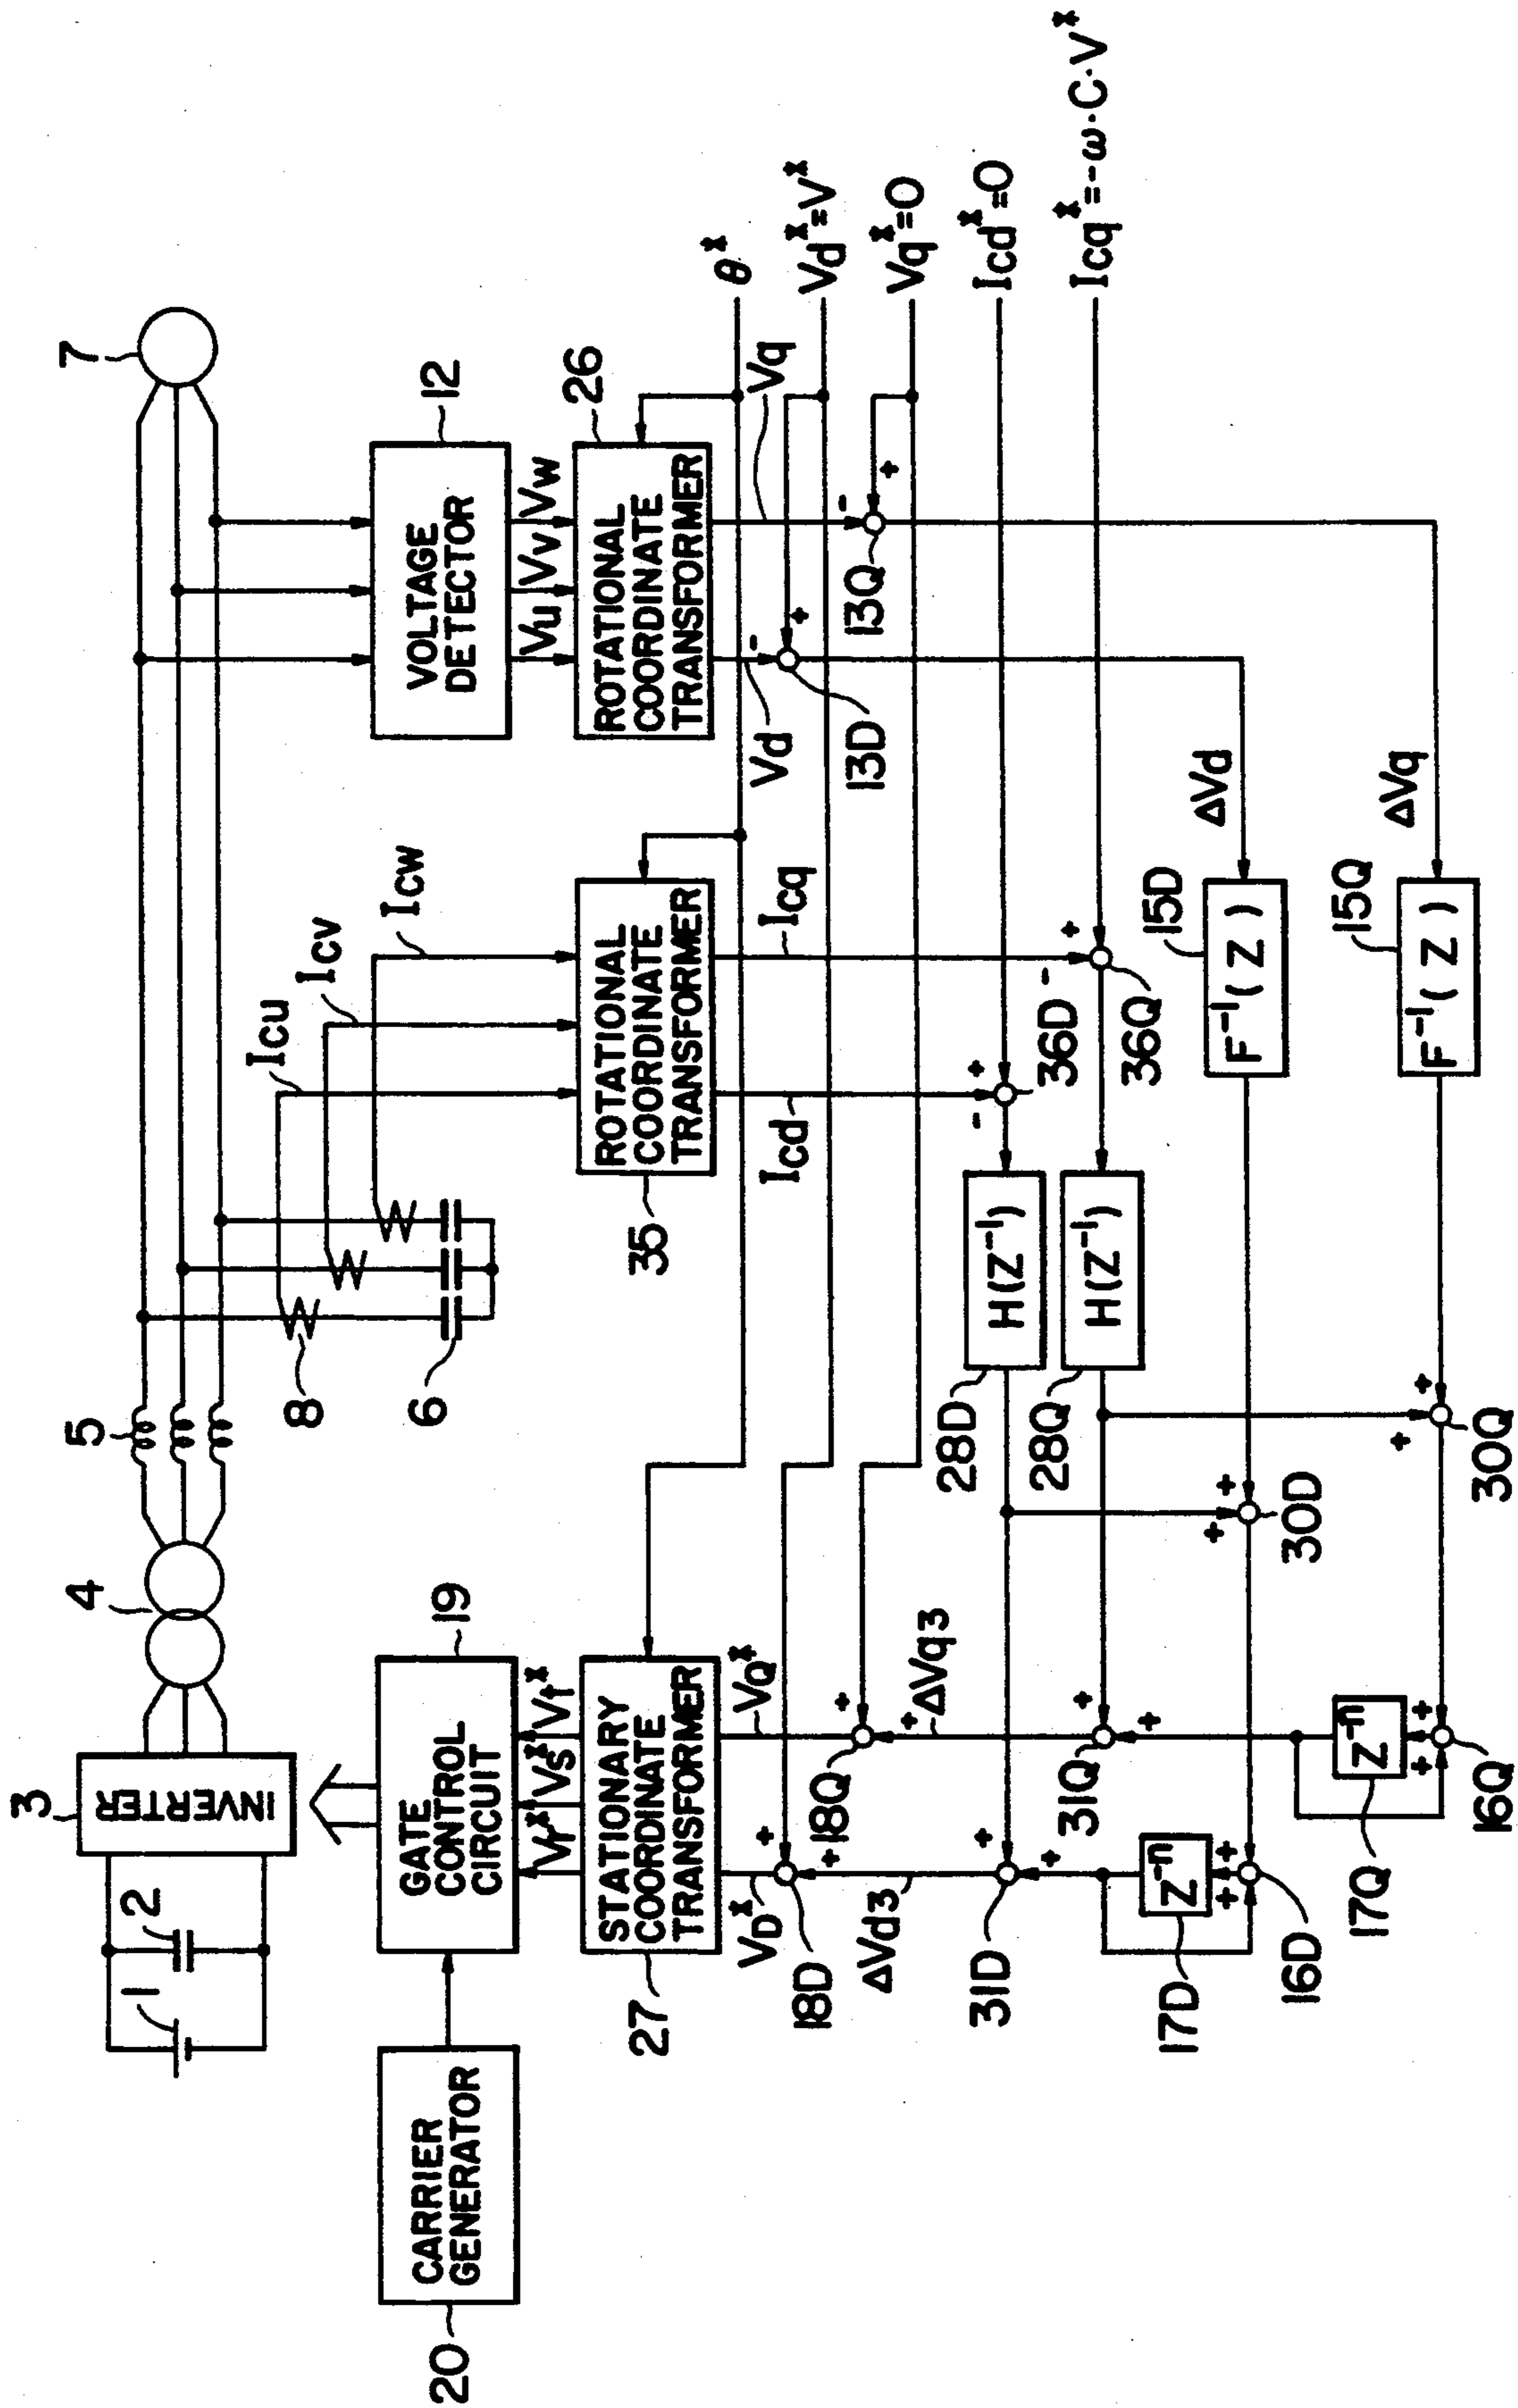 3
INVERTER
1
2
4
5
8
6
7
Icu
Icv
Icw
20
CARRIER
GENERATOR
19
GATE
CONTROL
CIRCUIT
Vr* Vs* Vt*
27
STATIONARY
COORDINATE
TRANSFORMER
35
ROTATIONAL
COORDINATE
TRANSFORMER
12
VOLTAGE
DETECTOR
Vu Vv Vw
26
ROTATIONAL
COORDINATE
TRANSFORMER
θ*
Vd*=V*
Vq*=0
Icd*=0
Icq*=-ω·C·V*
VD*
VQ*
Icd
Icq
Vd
Vq
+
+
18D
+
+
18Q
- +
13D
- +
13Q
ΔVd3
ΔVq3
31D
+
+
31Q
+
+
28D
H(Z⁻¹)
28Q
H(Z⁻¹)
- +
36D
- +
36Q
17D
Z⁻ⁿ
+ +
16D
+ +
30D
15D
F⁻¹(Z)
ΔVd
17Q
Z⁻ⁿ
+ +
16Q
+ +
30Q
15Q
F⁻¹(Z)
ΔVq